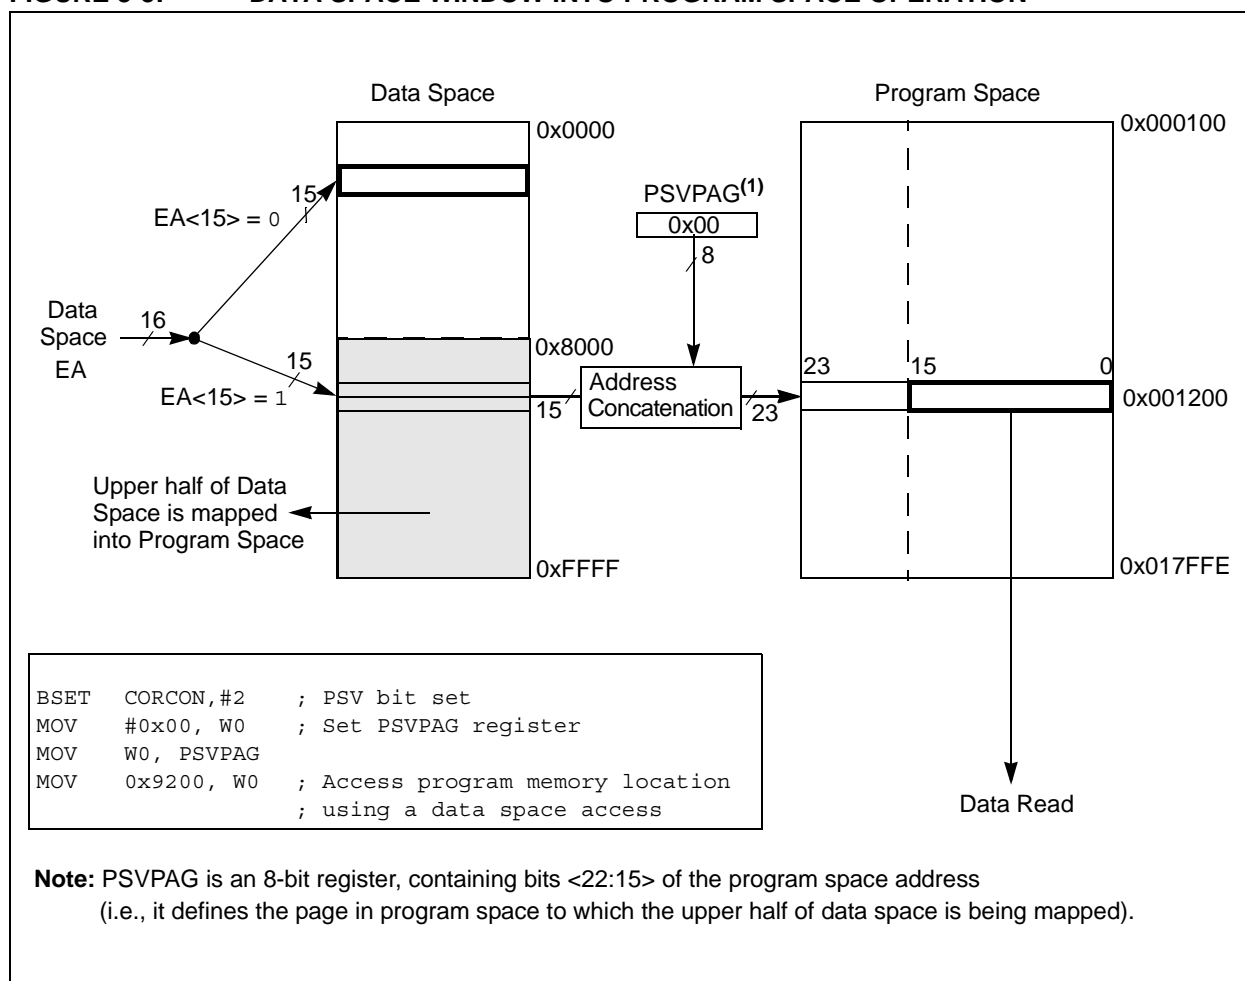 Data Space
Program Space
0x0000
0x000100
15
PSVPAG(1)
EA<15> = 0
0x00
8
Data
Space
EA
16
0x8000
15
EA<15> = 1
15
Address
Concatenation
23
23 15 0
0x001200
Upper half of Data
Space is mapped
into Program Space
0xFFFF
0x017FFE
BSET CORCON,#2 ; PSV bit set
MOV #0x00, W0 ; Set PSVPAG register
MOV W0, PSVPAG
MOV 0x9200, W0 ; Access program memory location
; using a data space access
Data Read
Note: PSVPAG is an 8-bit register, containing bits <22:15> of the program space address
(i.e., it defines the page in program space to which the upper half of data space is being mapped).